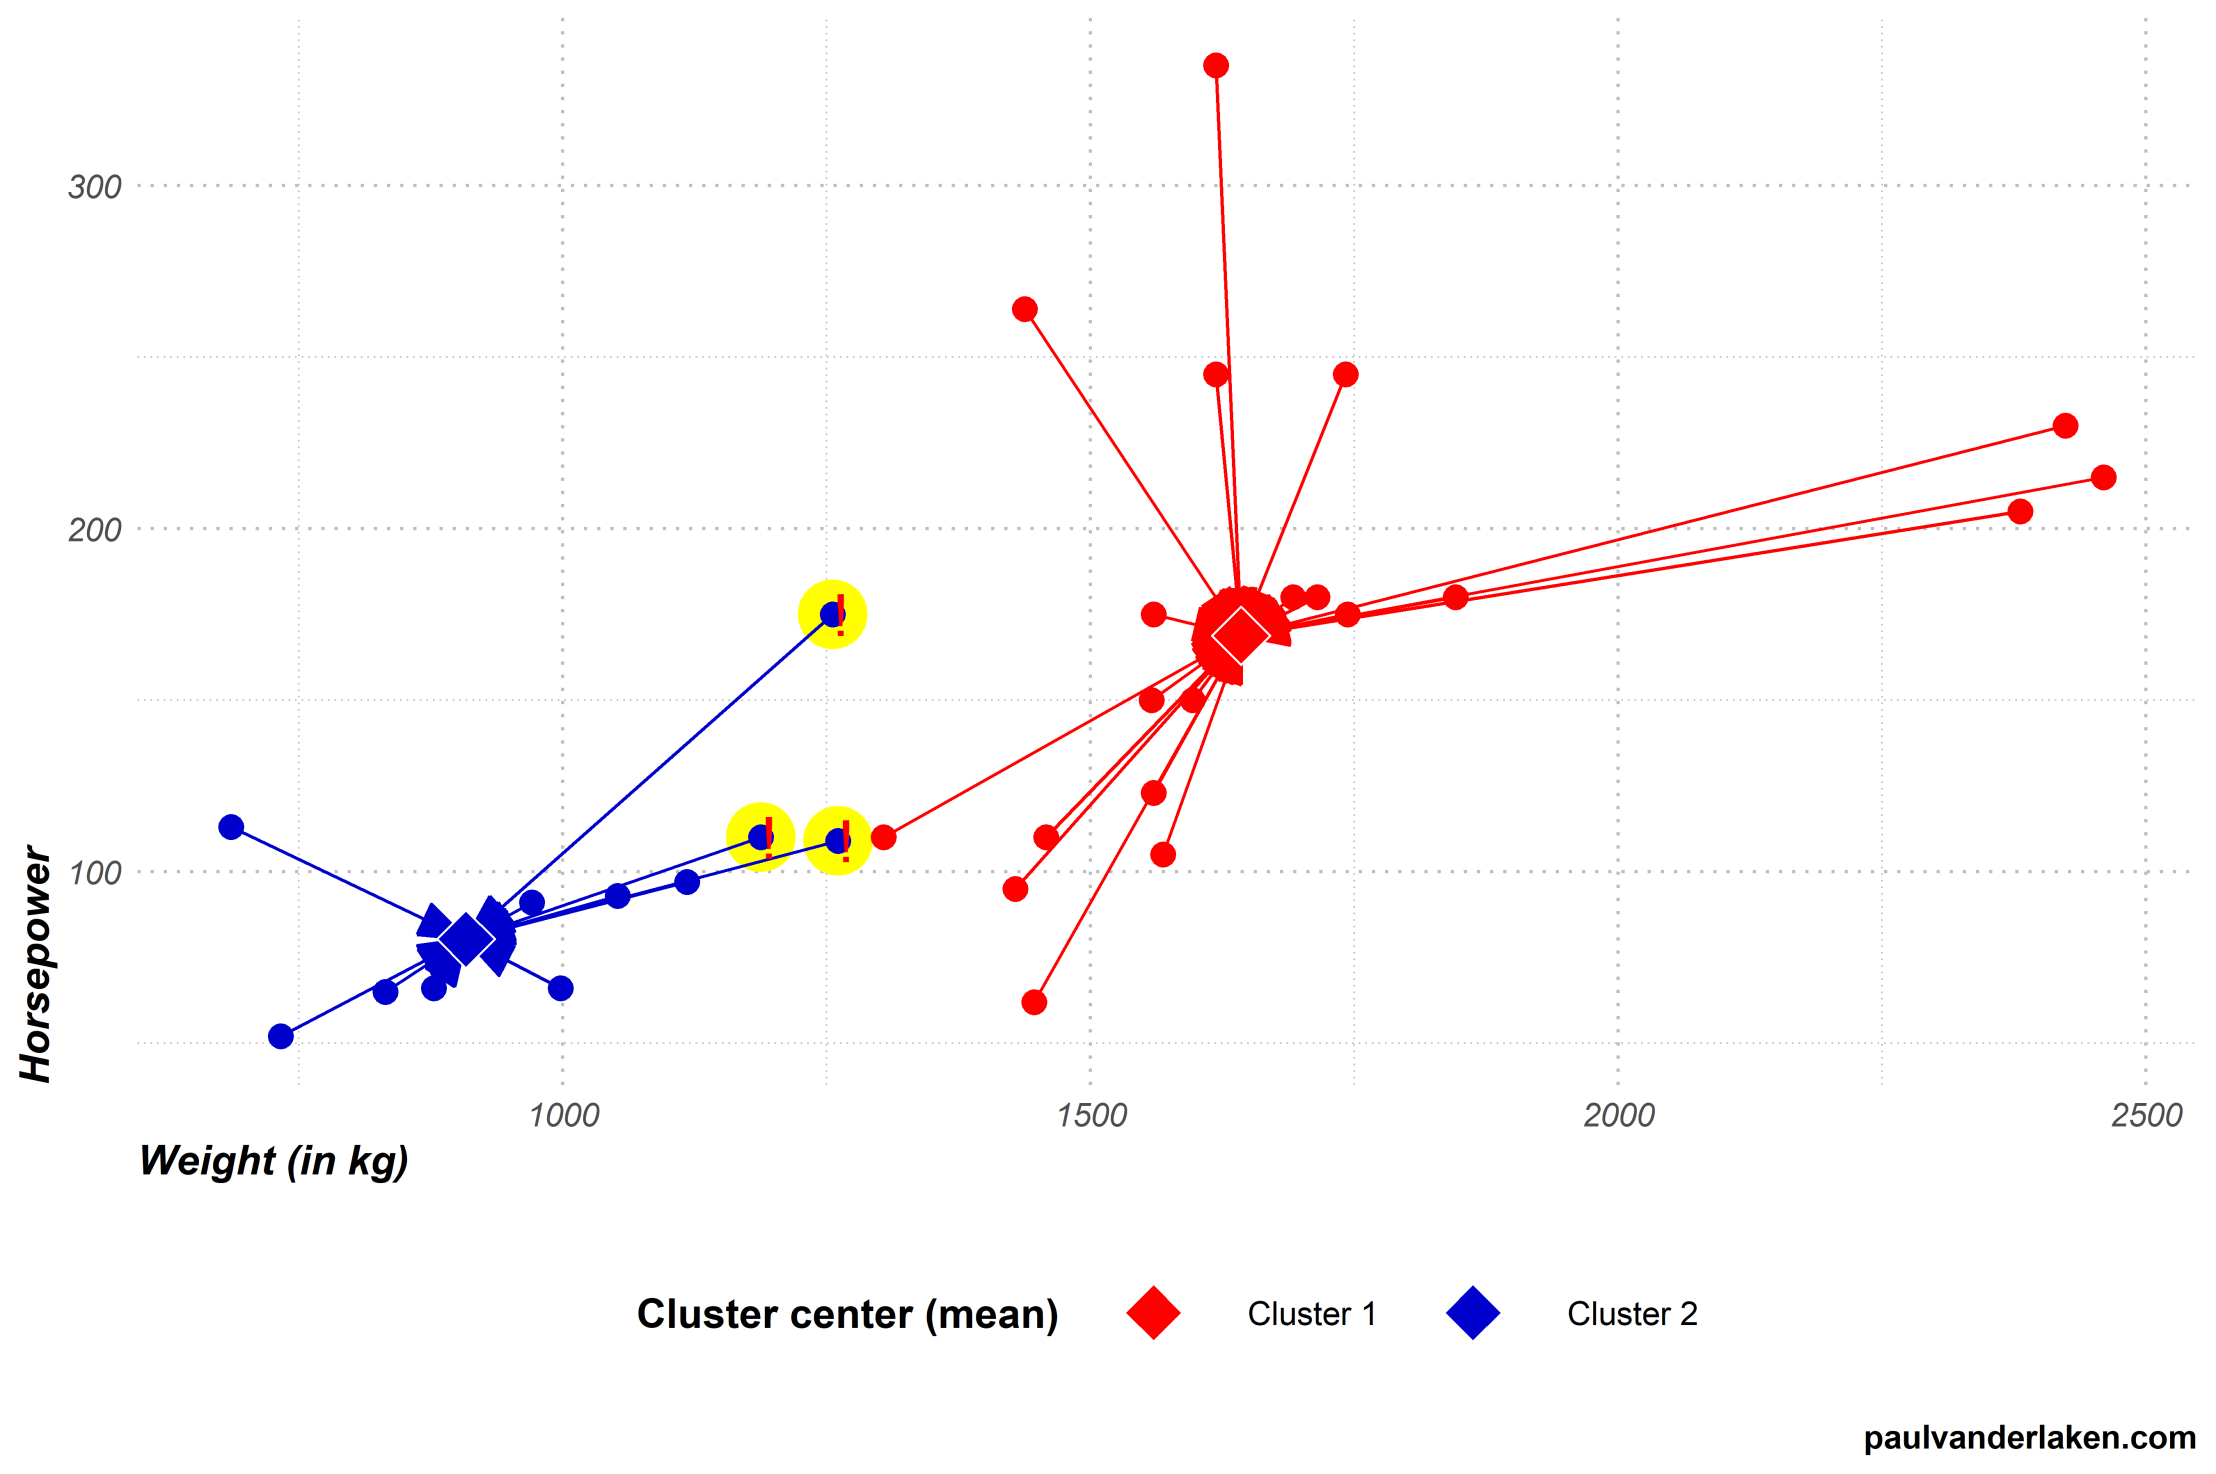 300
200
100
Horsepower
1000 1500 2000 2500
Weight (in kg)
! ! !
Cluster center (mean) Cluster 1 Cluster 2
paulvanderlaken.com